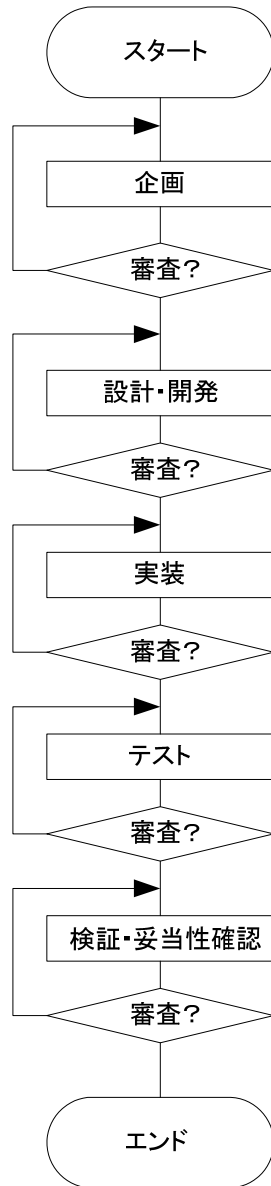 スタート
企画
審査?
設計・開発
審査?
実装
審査?
テスト
審査?
検証・妥当性確認
審査?
エンド